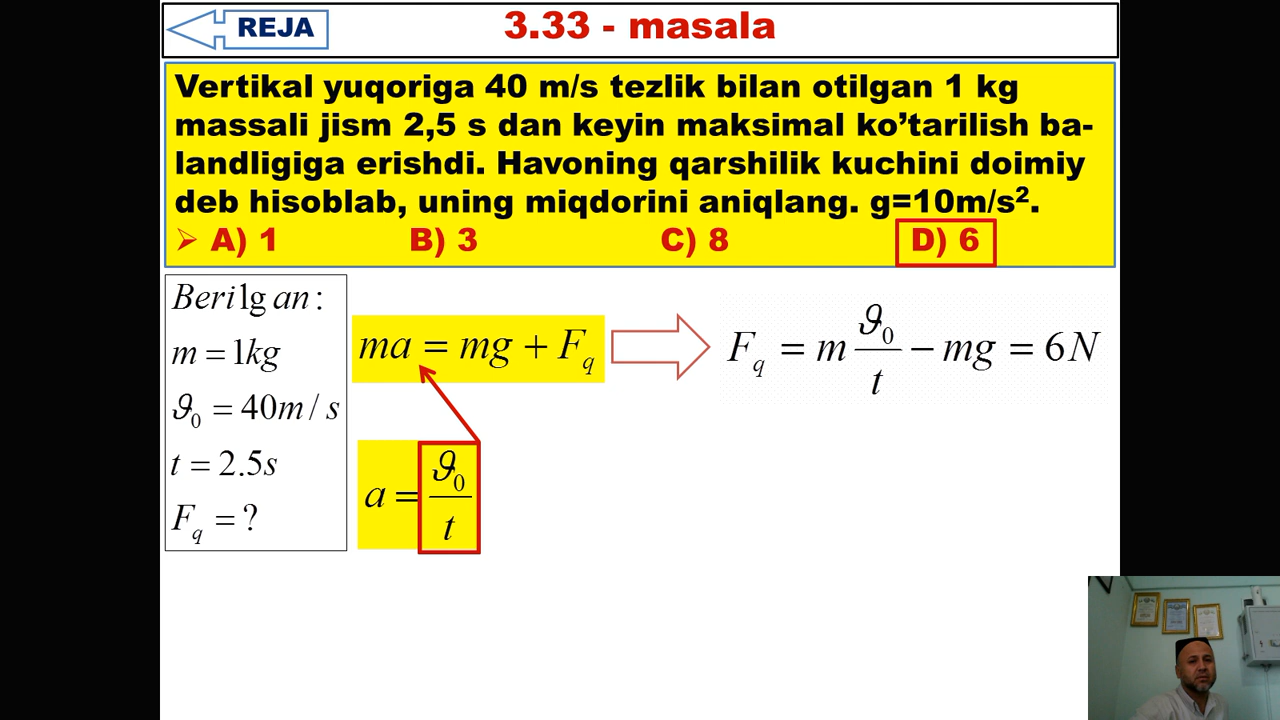 REJA
3.33 - masala
Vertikal yuqoriga 40 m/s tezlik bilan otilgan 1 kg
massali jism 2,5 s dan keyin maksimal ko’tarilish ba-
landligiga erishdi. Havoning qarshilik kuchini doimiy
deb hisoblab, uning miqdorini aniqlang. g=10m/s².
➢ A) 1 B) 3 C) 8 D) 6
Berilgan:
m = 1kg
ϑ₀ = 40m / s
t = 2.5s
F_q = ?
ma = mg + F_q
a = ϑ₀/t
F_q = m ϑ₀/t − mg = 6N